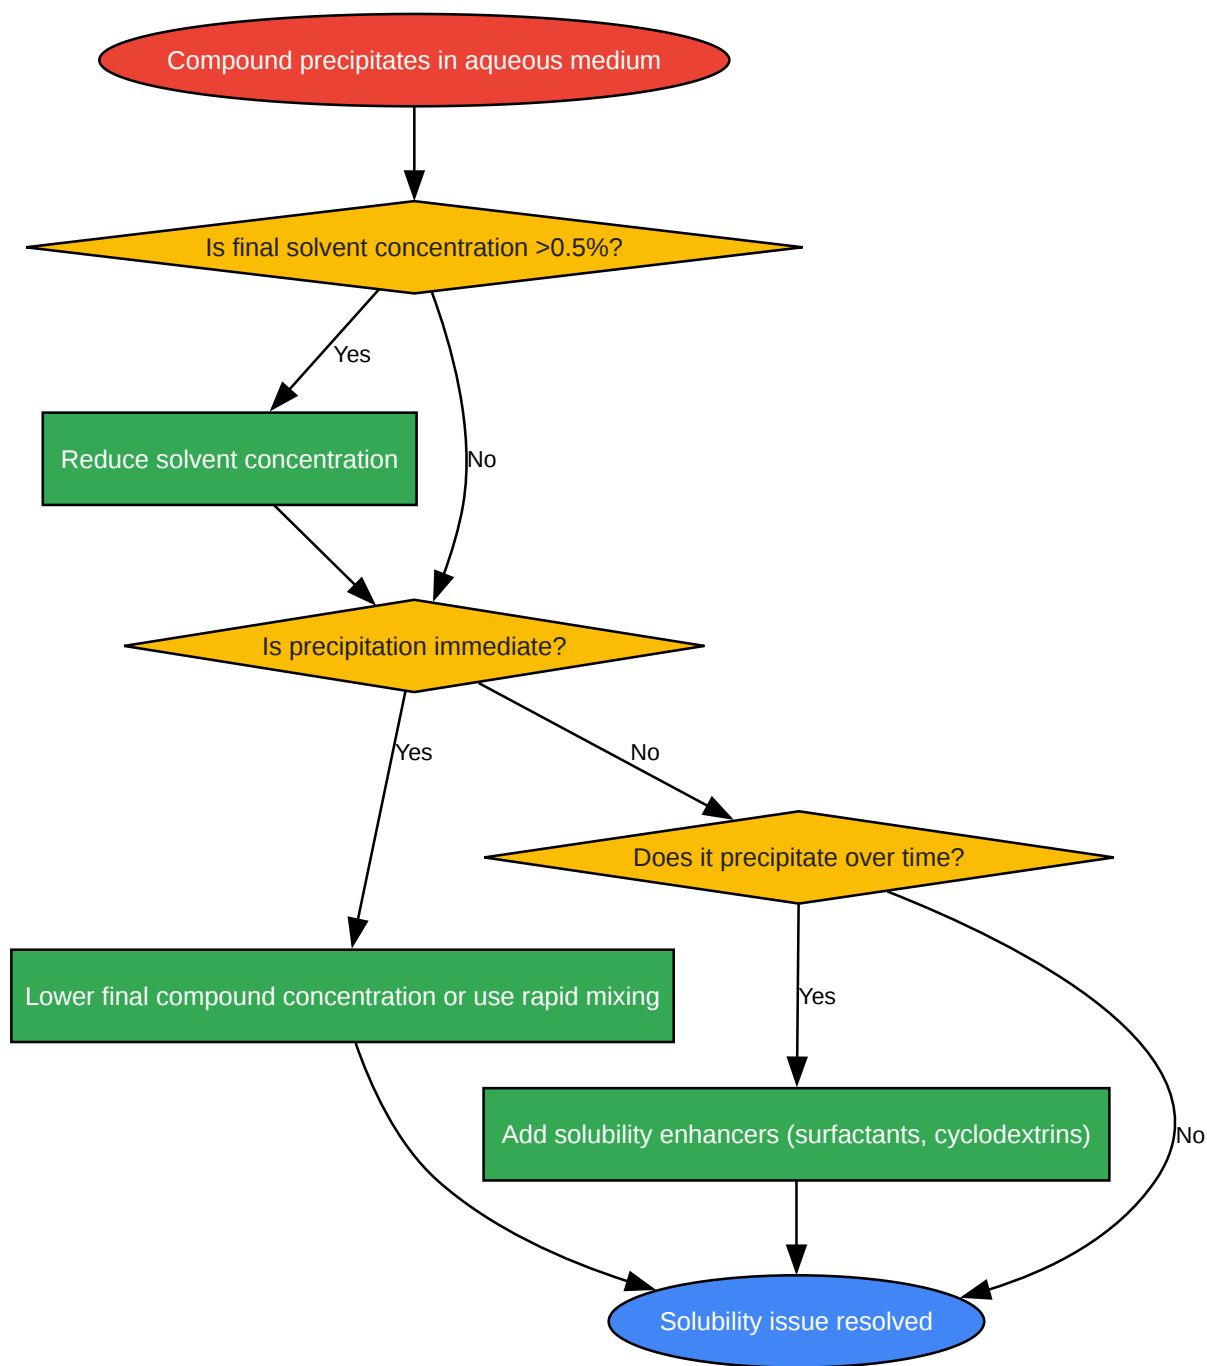 Compound precipitates in aqueous medium
Is final solvent concentration >0.5%?
Yes
Reduce solvent concentration
No
Is precipitation immediate?
Yes
No
Does it precipitate over time?
Lower final compound concentration or use rapid mixing
Yes
Add solubility enhancers (surfactants, cyclodextrins)
No
Solubility issue resolved